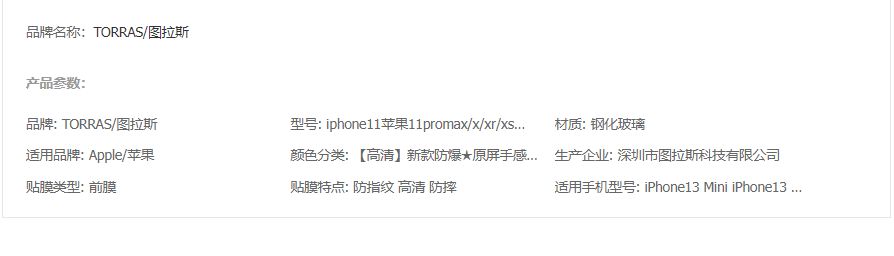 品牌名称：TORRAS/图拉斯
产品参数：
品牌: TORRAS/图拉斯 型号: iphone11苹果11promax/x/xr/xs... 材质: 钢化玻璃
适用品牌: Apple/苹果 颜色分类: 【高清】新款防爆★原屏手感... 生产企业: 深圳市图拉斯科技有限公司
贴膜类型: 前膜 贴膜特点: 防指纹 高清 防摔 适用手机型号: iPhone13 Mini iPhone13 ...